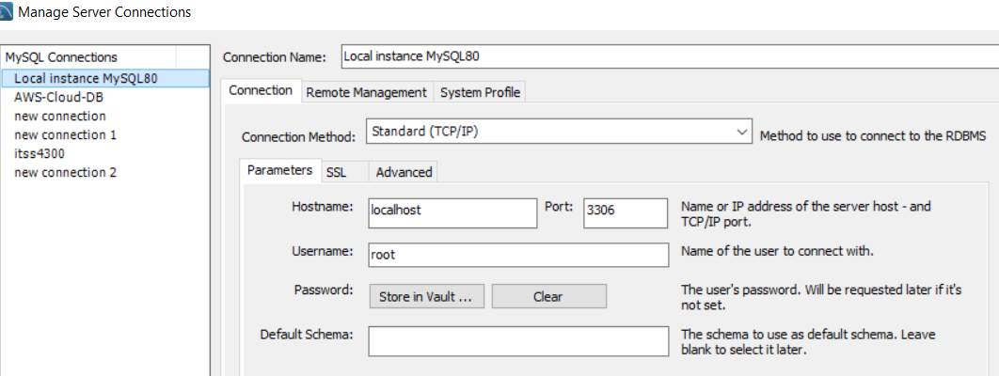 Manage Server Connections
MySQL Connections
Local instance MySQL80
AWS-Cloud-DB
new connection
new connection 1
itss4300
new connection 2
Connection Name: Local instance MySQL80
Connection Remote Management System Profile
Connection Method: Standard (TCP/IP) Method to use to connect to the RDBMS
Parameters SSL Advanced
Hostname: localhost Port: 3306 Name or IP address of the server host - and
TCP/IP port.
Username: root Name of the user to connect with.
Password: Store in Vault ... Clear The user's password. Will be requested later if it's
not set.
Default Schema: The schema to use as default schema. Leave
blank to select it later.